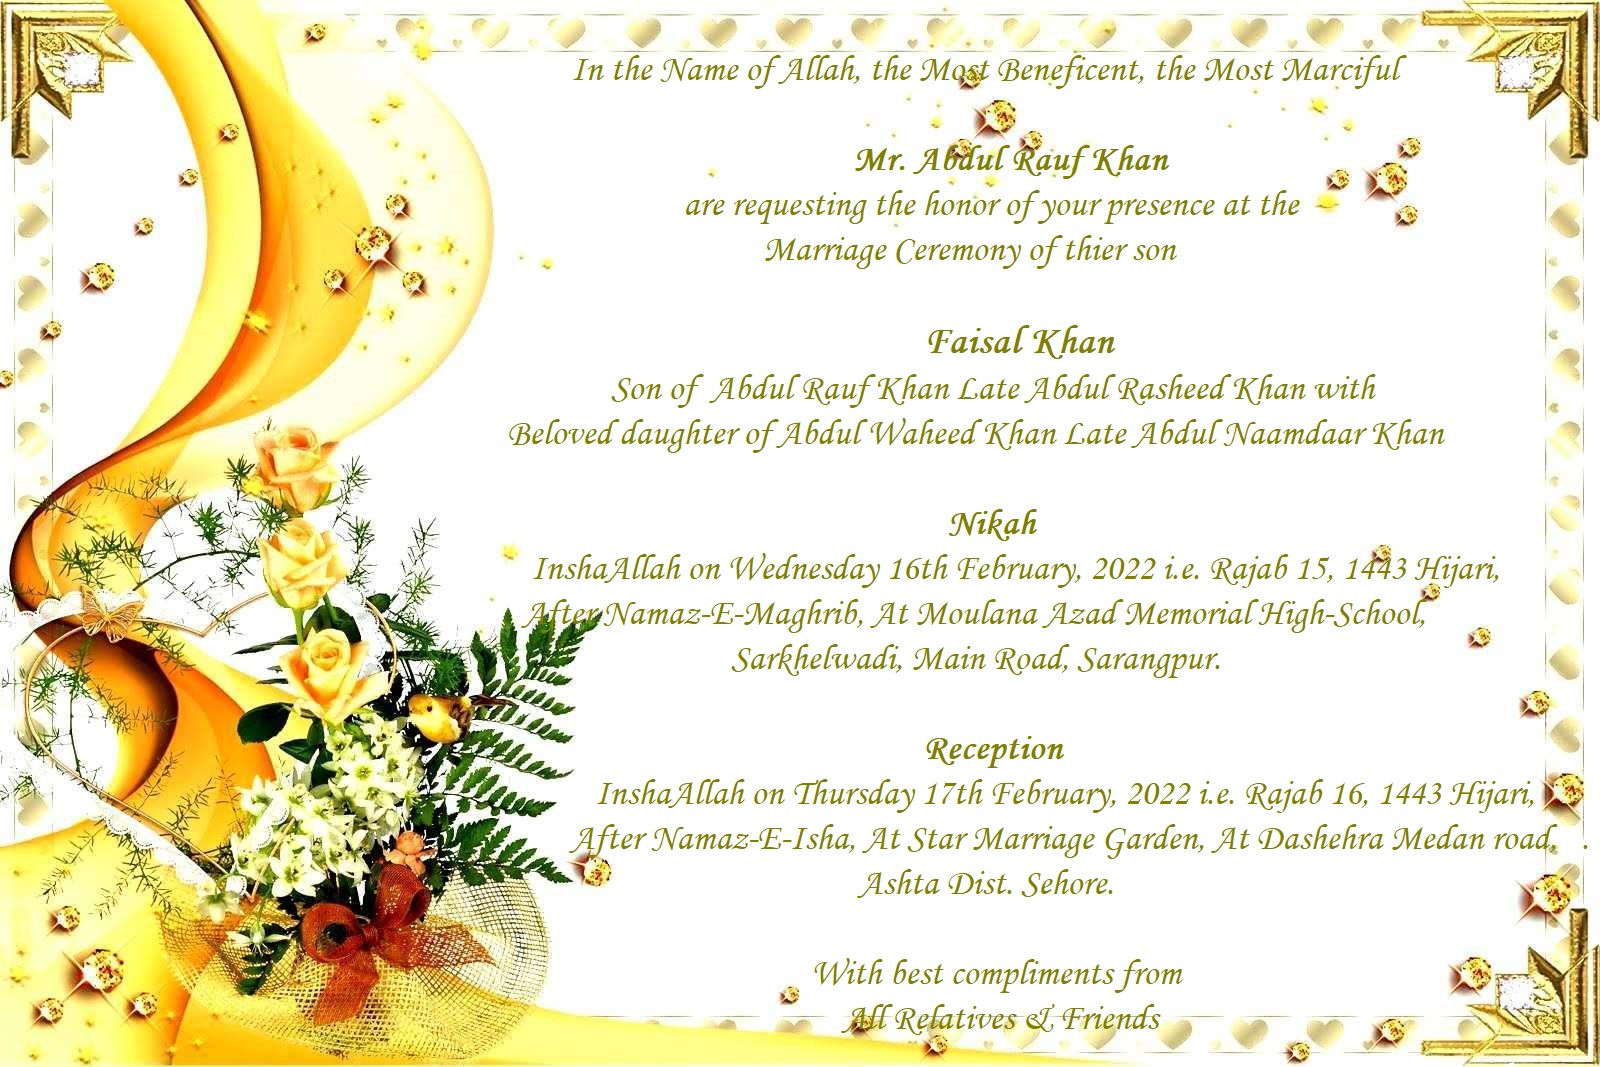 In the Name of Allah, the Most Beneficent, the Most Marciful
Mr. Abdul Rauf Khan
are requesting the honor of your presence at the
Marriage Ceremony of thier son
Faisal Khan
Son of Abdul Rauf Khan Late Abdul Rasheed Khan with
Beloved daughter of Abdul Waheed Khan Late Abdul Naamdaar Khan
Nikah
InshaAllah on Wednesday 16th February, 2022 i.e. Rajab 15, 1443 Hijari,
After Namaz-E-Maghrib, At Moulana Azad Memorial High-School,
Sarkhelwadi, Main Road, Sarangpur.
Reception
InshaAllah on Thursday 17th February, 2022 i.e. Rajab 16, 1443 Hijari,
After Namaz-E-Isha, At Star Marriage Garden, At Dashehra Medan road, .
Ashta Dist. Sehore.
With best compliments from
All Relatives & Friends